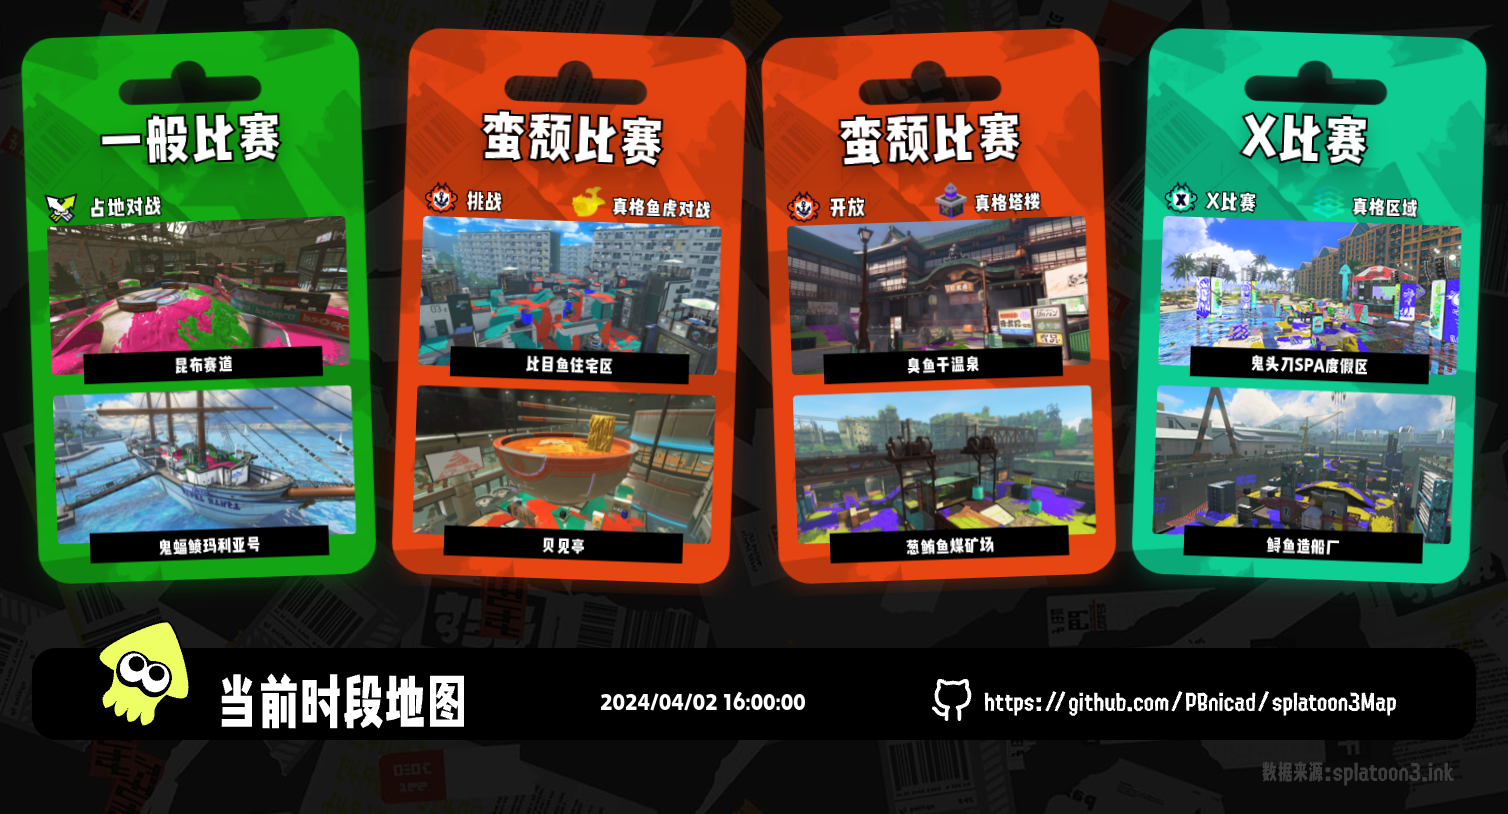 一般比赛
占地对战
昆布赛道
鬼蝠鲼玛利亚号
蛮颓比赛
挑战
真格鱼虎对战
比目鱼住宅区
贝见亭
蛮颓比赛
开放
真格塔楼
臭鱼干温泉
葱鲔鱼煤矿场
X比赛
X比赛
真格区域
鬼头刀SPA度假区
鲟鱼造船厂
当前时段地图
2024/04/02 16:00:00
https://github.com/PBnicad/splatoon3Map
数据来源:splatoon3.ink